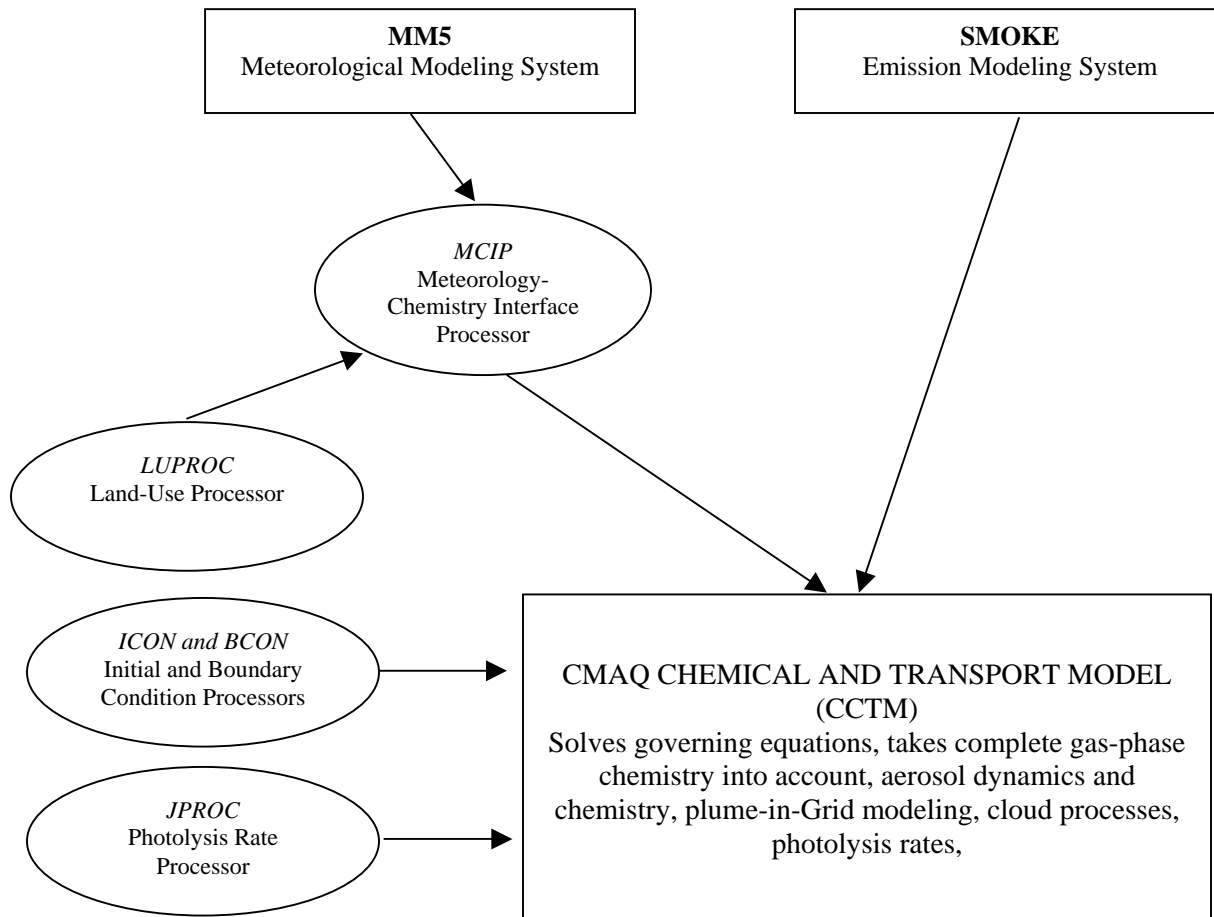 MM5
Meteorological Modeling System
SMOKE
Emission Modeling System
MCIP
Meteorology-
Chemistry Interface
Processor
LUPROC
Land-Use Processor
ICON and BCON
Initial and Boundary
Condition Processors
JPROC
Photolysis Rate
Processor
CMAQ CHEMICAL AND TRANSPORT MODEL
(CCTM)
Solves governing equations, takes complete gas-phase
chemistry into account, aerosol dynamics and
chemistry, plume-in-Grid modeling, cloud processes,
photolysis rates,